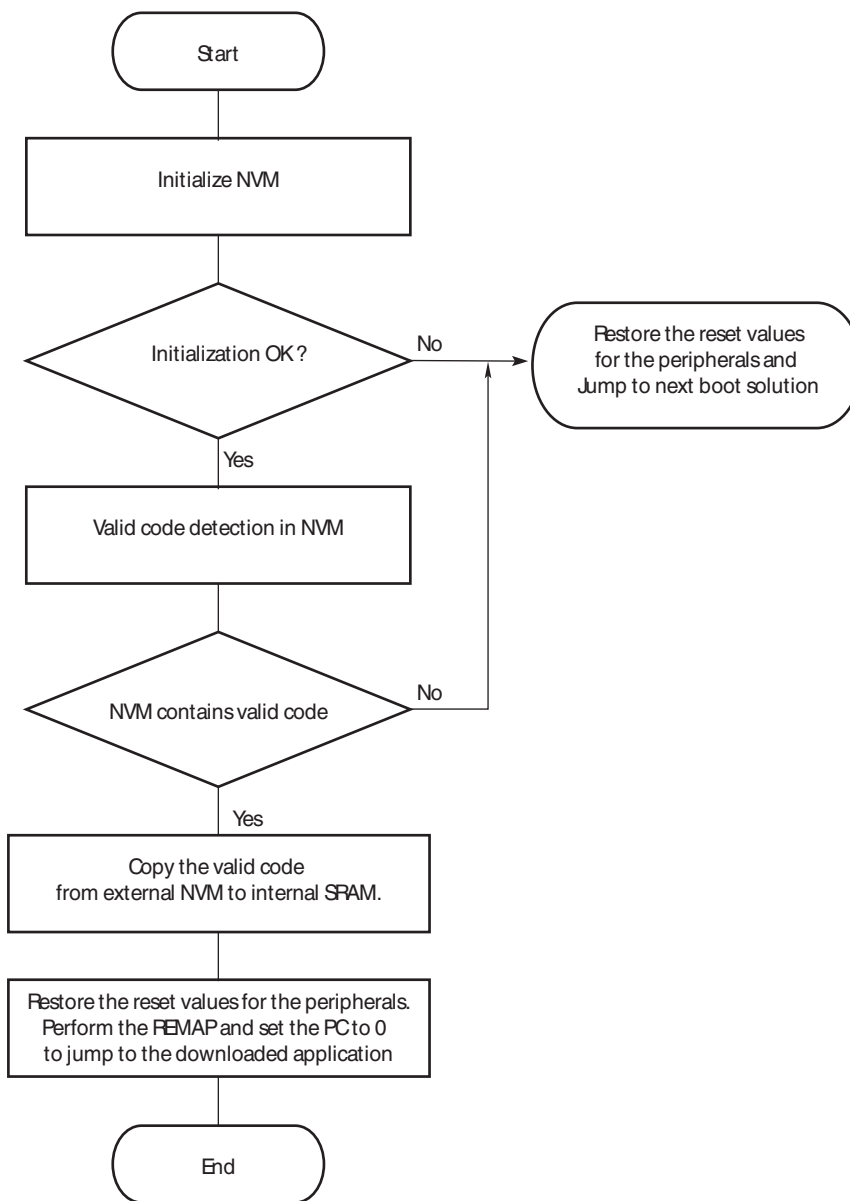 Start
Initialize NVM
Initialization OK ?
No
Restore the reset values
for the peripherals and
Jump to next boot solution
Yes
Valid code detection in NVM
NVM contains valid code
No
Yes
Copy the valid code
from external NVM to internal SRAM.
Restore the reset values for the peripherals.
Perform the REMAP and set the PC to 0
to jump to the downloaded application
End